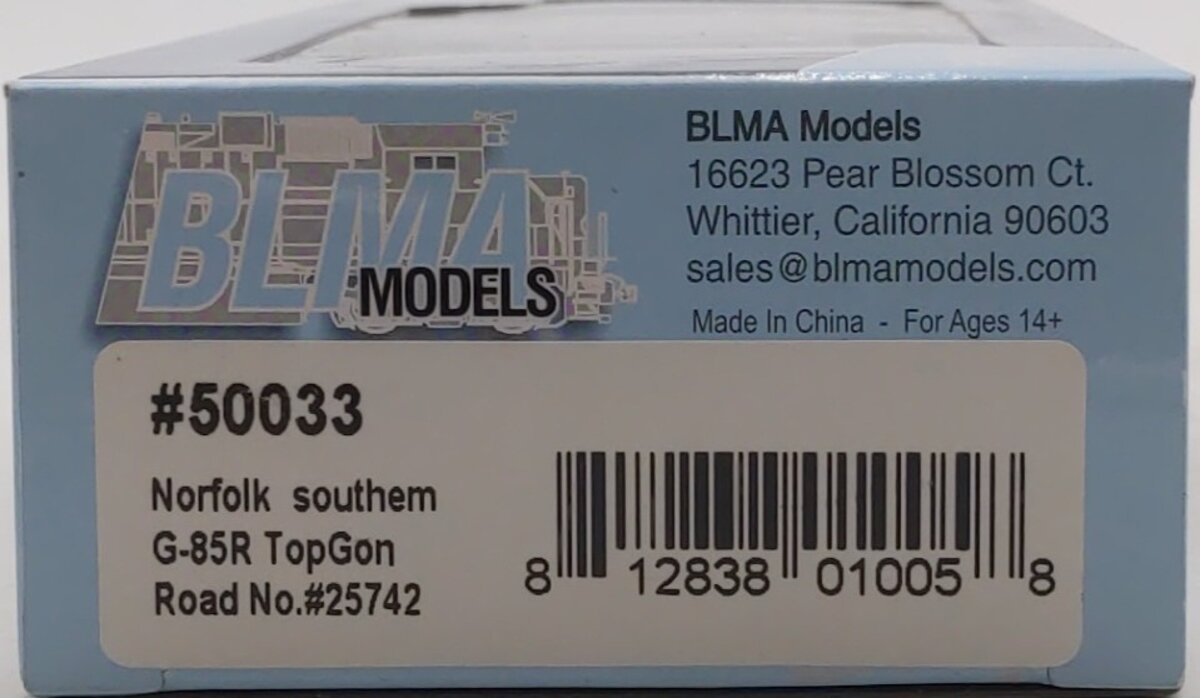 BLMA
MODELS
BLMA Models
16623 Pear Blossom Ct.
Whittier, California 90603
sales@blmamodels.com
Made In China - For Ages 14+
#50033
Norfolk southem
G-85R TopGon
Road No.#25742
8 12838 01005 8